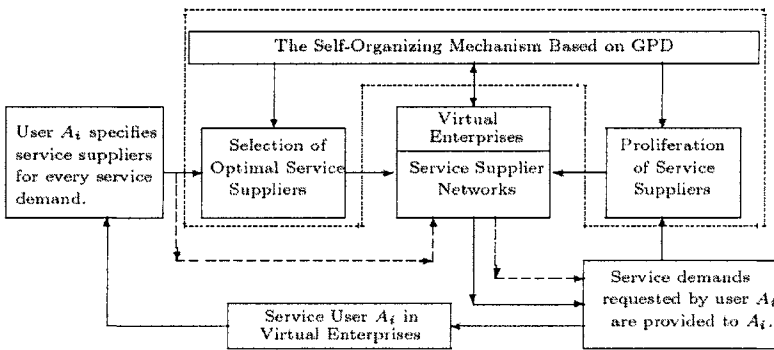 The Self-Organizing Mechanism Based on GPD
User A_i specifies
service suppliers
for every service
demand.
Selection of
Optimal Service
Suppliers
Virtual
Enterprises
Service Supplier
Networks
Proliferation
of Service
Suppliers
Service User A_i in
Virtual Enterprises
Service demands
requested by user A_i
are provided to A_i.